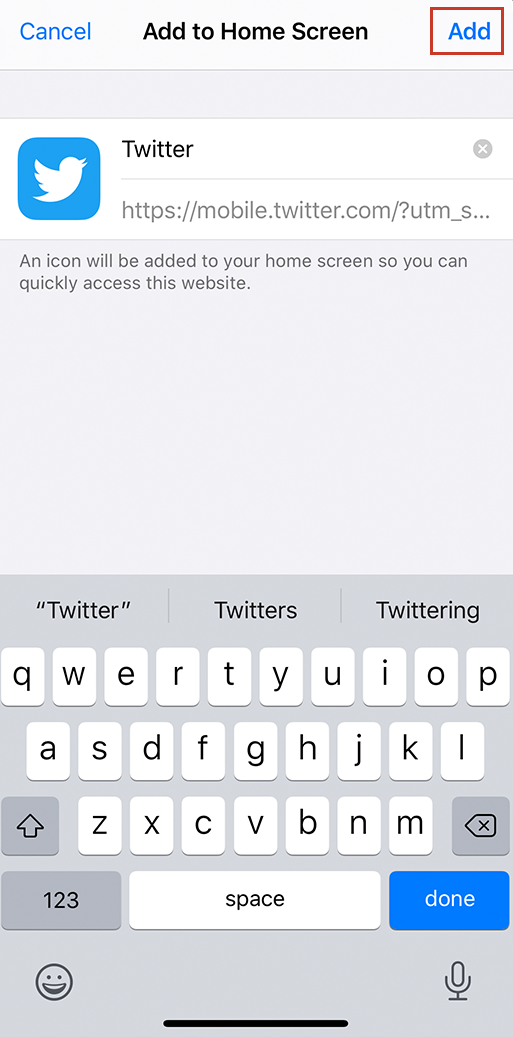 Cancel Add to Home Screen Add
Twitter
https://mobile.twitter.com/?utm_s...
An icon will be added to your home screen so you can
quickly access this website.
“Twitter” Twitters Twittering
q w e r t y u i o p
a s d f g h j k l
z x c v b n m
123 space done